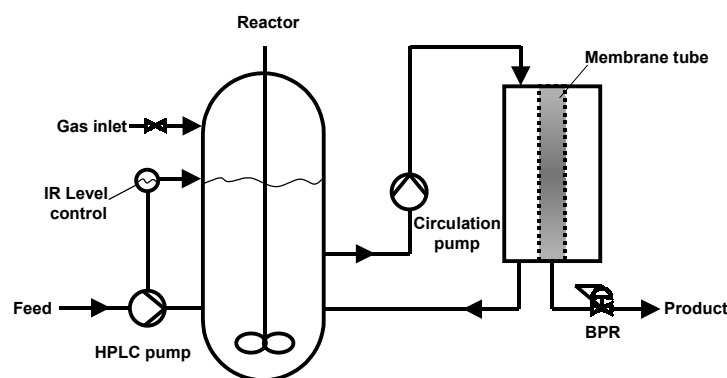 Reactor
Membrane tube
Gas inlet
IR Level
control
Circulation
pump
Feed
Product
HPLC pump
BPR